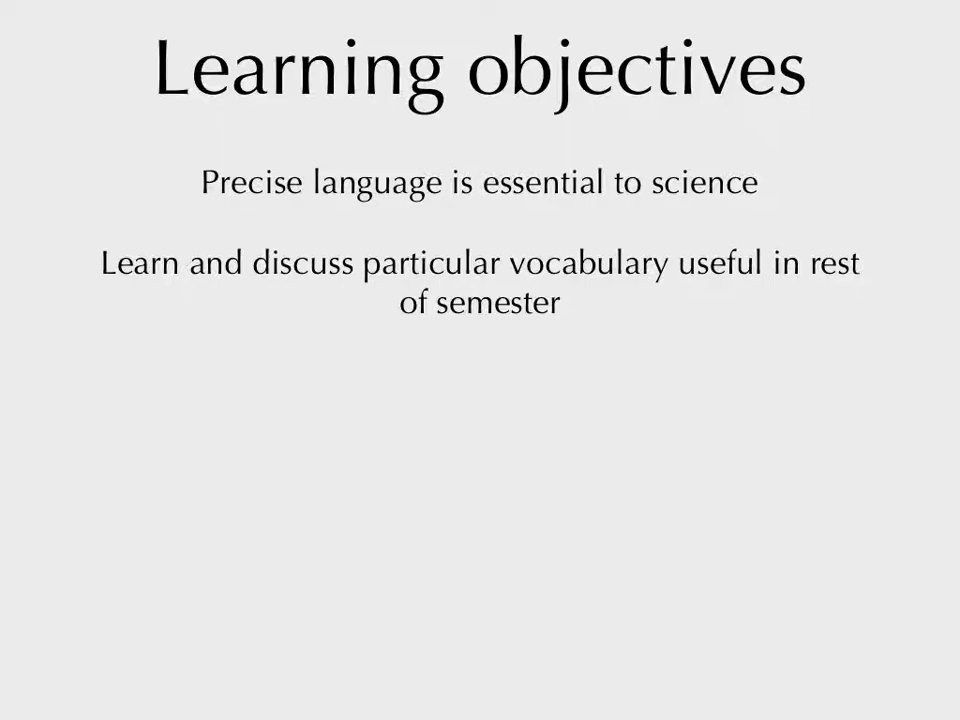 Learning objectives
Precise language is essential to science
Learn and discuss particular vocabulary useful in rest
of semester